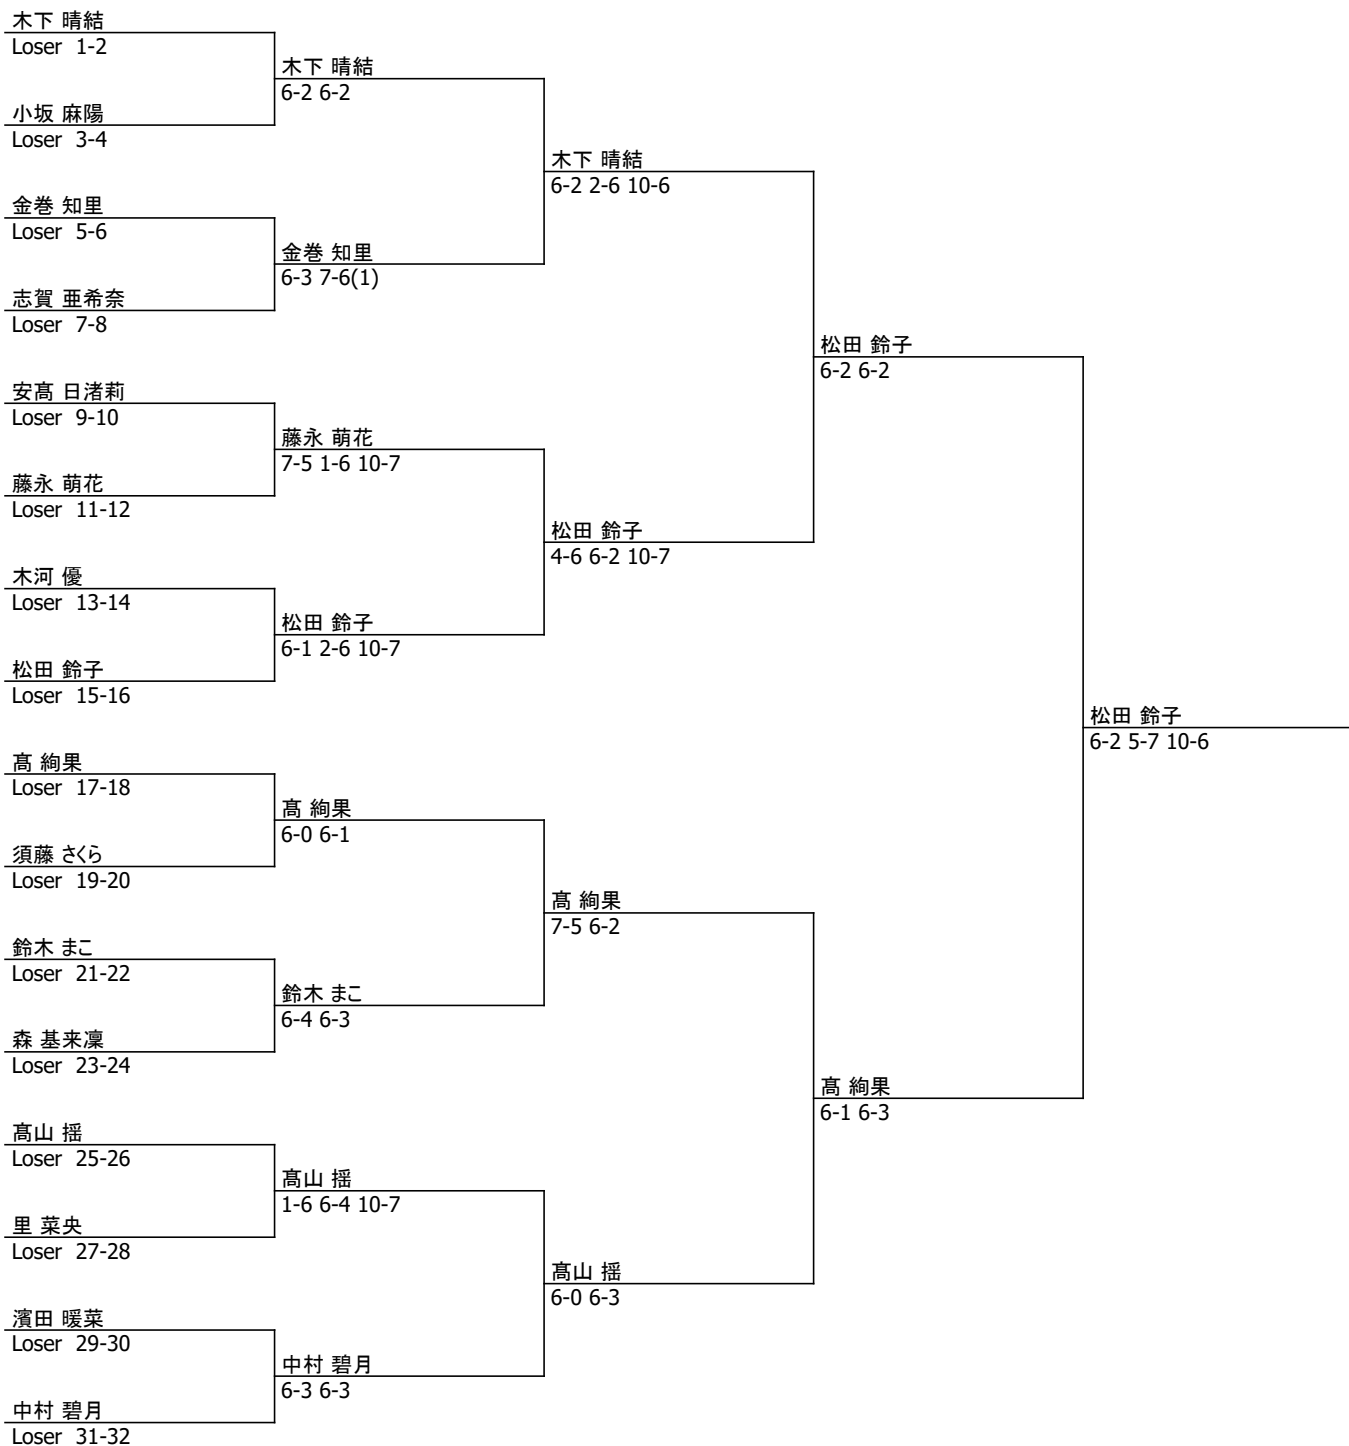 木下 晴結
Loser 1-2
木下 晴結
6-2 6-2
小坂 麻陽
Loser 3-4
木下 晴結
6-2 2-6 10-6
金巻 知里
Loser 5-6
金巻 知里
6-3 7-6(1)
志賀 亜希奈
Loser 7-8
松田 鈴子
6-2 6-2
安髙 日渚莉
Loser 9-10
藤永 萌花
7-5 1-6 10-7
藤永 萌花
Loser 11-12
松田 鈴子
4-6 6-2 10-7
木河 優
Loser 13-14
松田 鈴子
6-1 2-6 10-7
松田 鈴子
Loser 15-16
松田 鈴子
6-2 5-7 10-6
髙 絢果
Loser 17-18
髙 絢果
6-0 6-1
須藤 さくら
Loser 19-20
髙 絢果
7-5 6-2
鈴木 まこ
Loser 21-22
鈴木 まこ
6-4 6-3
森 基来凜
Loser 23-24
髙 絢果
6-1 6-3
髙山 揺
Loser 25-26
髙山 揺
1-6 6-4 10-7
里 菜央
Loser 27-28
髙山 揺
6-0 6-3
濱田 暖菜
Loser 29-30
中村 碧月
6-3 6-3
中村 碧月
Loser 31-32